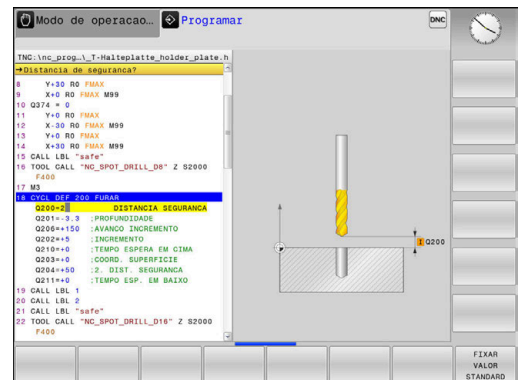 Modo de operacao... Programar
DNC
TNC:\nc_prog…\_T-Halteplatte_holder_plate.h
→Distancia de seguranca?
8 Y+30 R0 FMAX
9 X+0 R0 FMAX M99
10 Q374 = 0
11 Y+0 R0 FMAX
12 X-30 R0 FMAX M99
13 Y+0 R0 FMAX
14 X+30 R0 FMAX M99
15 CALL LBL "safe"
16 TOOL CALL "NC_SPOT_DRILL_D8" Z S2000
F400
17 M3
18 CYCL DEF 200 FURAR
Q200=2 DISTANCIA SEGURANCA
Q201=-3.3 ;PROFUNDIDADE
Q206=+150 ;AVANCO INCREMENTO
Q202=+5 ;INCREMENTO
Q210=+0 ;TEMPO ESPERA EM CIMA
Q203=+0 ;COORD. SUPERFICIE
Q204=+50 ;2. DIST. SEGURANCA
Q211=+0 ;TEMPO ESP. EM BAIXO
19 CALL LBL 1
20 CALL LBL 2
21 CALL LBL "safe"
22 TOOL CALL "NC_SPOT_DRILL_D16" Z S2000
F400
I Q200
FIXAR
VALOR
STANDARD